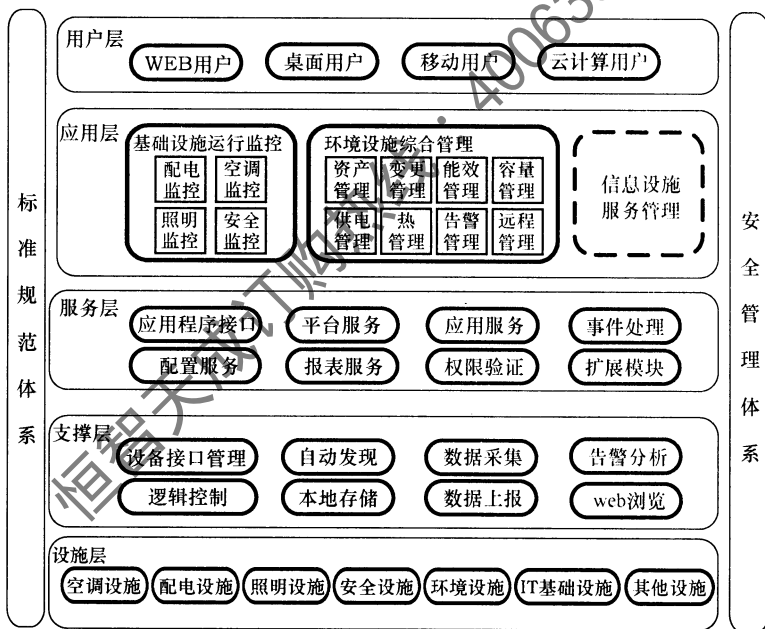 用户层
WEB用户 桌面用户 移动用户 云计算用户
应用层
基础设施运行监控
配电监控 空调监控
照明监控 安全监控
环境设施综合管理
资产管理 变更管理 能效管理 容量管理
供电管理 热管理 告警管理 远程管理
信息设施
服务管理
标准规范体系
安全管理体系
服务层
应用程序接口 平台服务 应用服务 事件处理
配置服务 报表服务 权限验证 扩展模块
支撑层
设备接口管理 自动发现 数据采集 告警分析
逻辑控制 本地存储 数据上报 web浏览
设施层
空调设施 配电设施 照明设施 安全设施 环境设施 IT基础设施 其他设施
恒智天成订购热线：40063